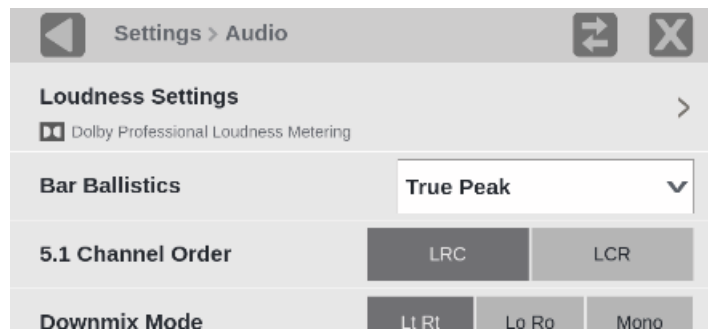 Settings > Audio
Loudness Settings
Dolby Professional Loudness Metering
Bar Ballistics True Peak
5.1 Channel Order LRC LCR
Downmix Mode Lt Rt Lo Ro Mono